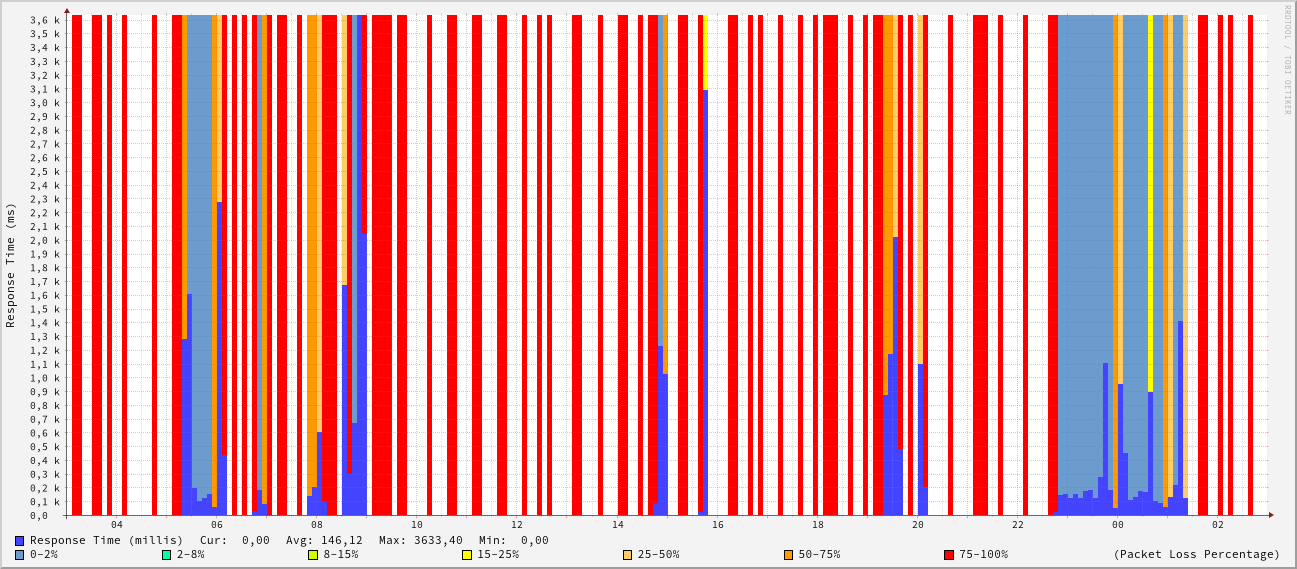 RRDTOOL / TOBI OETIKER
Response Time (ms)
3,6 k
3,5 k
3,4 k
3,3 k
3,2 k
3,1 k
3,0 k
2,9 k
2,8 k
2,7 k
2,6 k
2,5 k
2,4 k
2,3 k
2,2 k
2,1 k
2,0 k
1,9 k
1,8 k
1,7 k
1,6 k
1,5 k
1,4 k
1,3 k
1,2 k
1,1 k
1,0 k
0,9 k
0,8 k
0,7 k
0,6 k
0,5 k
0,4 k
0,3 k
0,2 k
0,1 k
0,0
04 06 08 10 12 14 16 18 20 22 00 02
Response Time (millis) Cur: 0,00 Avg: 146,12 Max: 3633,40 Min: 0,00
0-2% 2-8% 8-15% 15-25% 25-50% 50-75% 75-100% (Packet Loss Percentage)